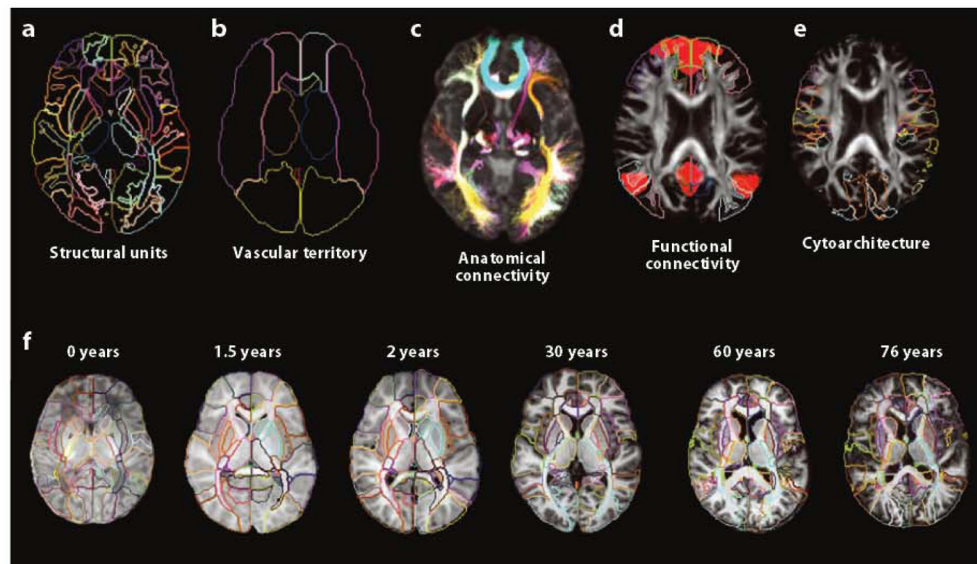 a
b
c
d
e
Structural units
Vascular territory
Anatomical
connectivity
Functional
connectivity
Cytoarchitecture
f
0 years
1.5 years
2 years
30 years
60 years
76 years